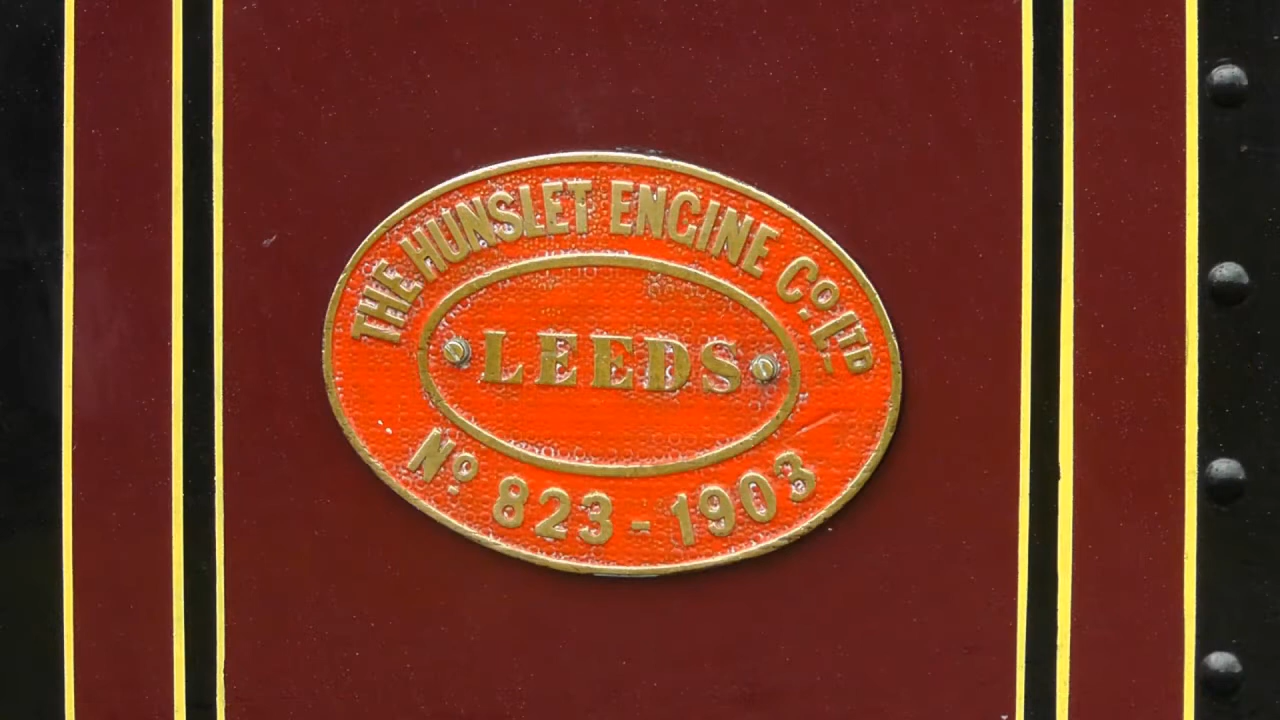 THE HUNSLET ENGINE Co. LTD
LEEDS
No 823 - 1903